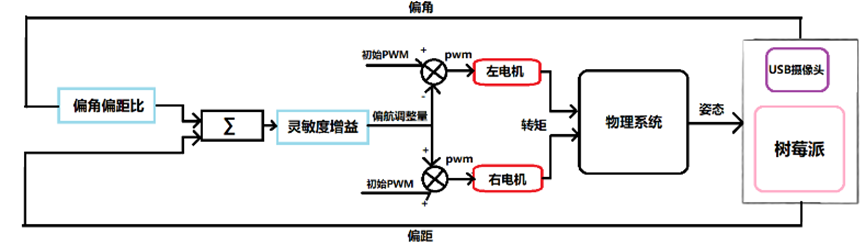 偏角
初始PWM
+
pwm
左电机
USB摄像头
偏角偏距比
Σ
灵敏度增益
偏航调整量
-
转矩
物理系统
姿态
树莓派
+
pwm
初始PWM
+
右电机
偏距